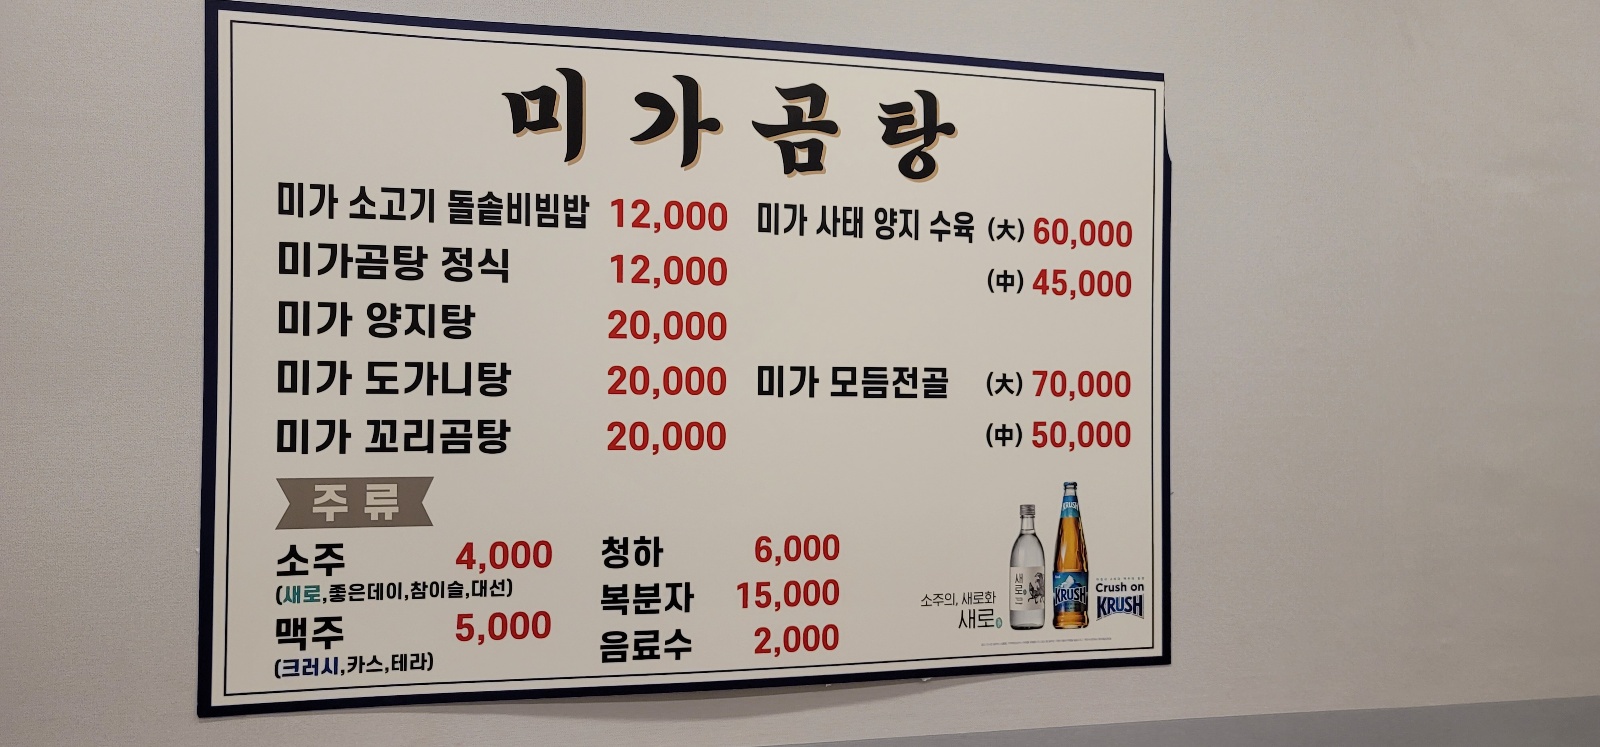 미가곰탕
미가 소고기 돌솥비빔밥 12,000
미가곰탕 정식 12,000
미가 양지탕 20,000
미가 도가니탕 20,000
미가 꼬리곰탕 20,000
미가 사태 양지 수육 (大) 60,000
(中) 45,000
미가 모듬전골 (大) 70,000
(中) 50,000
주류
소주 4,000
(새로,좋은데이,참이슬,대선)
맥주 5,000
(크러시,카스,테라)
청하 6,000
복분자 15,000
음료수 2,000
소주의, 새로화
새로
새로
KRUSH
KRUSH
Crush on
KRUSH